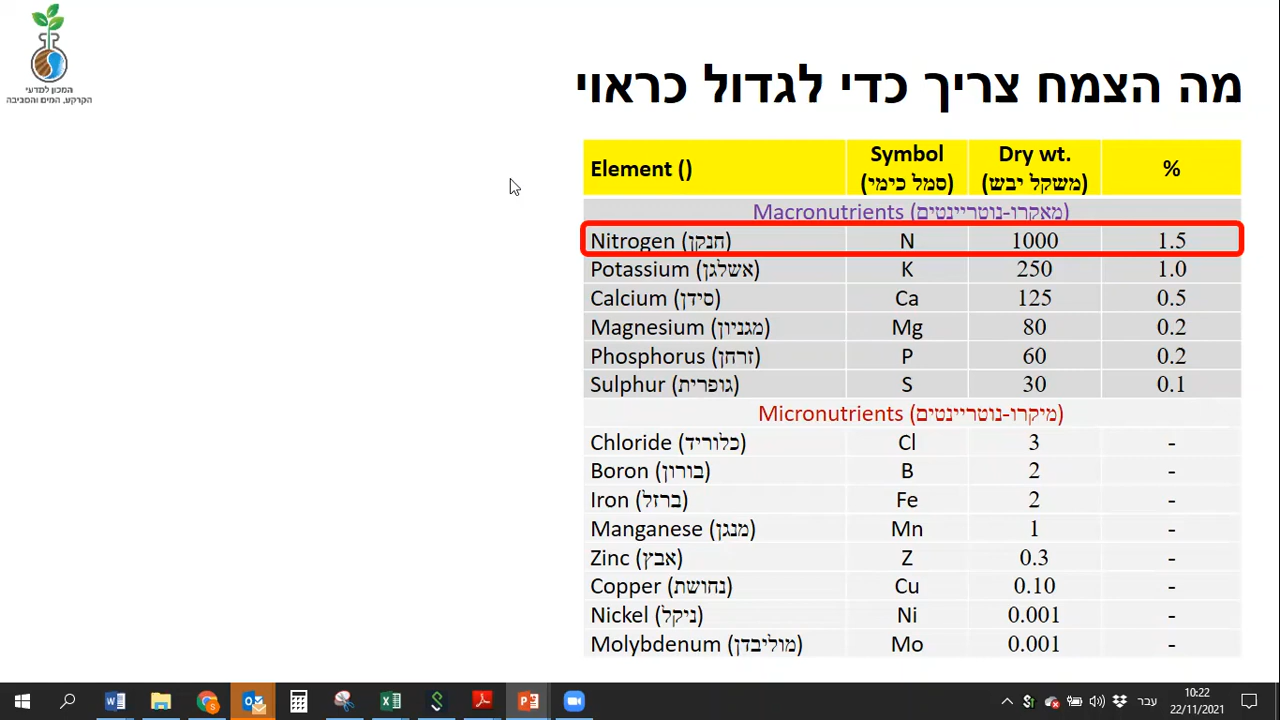 המכון למדעי
הקרקע, המים והסביבה
מה הצמח צריך כדי לגדול כראוי
Element () Symbol (סמל כימי) Dry wt. (משקל יבש) %
Macronutrients (מאקרו-נוטריינטים)
Nitrogen (חנקן) N 1000 1.5
Potassium (אשלגן) K 250 1.0
Calcium (סידן) Ca 125 0.5
Magnesium (מגניון) Mg 80 0.2
Phosphorus (זרחן) P 60 0.2
Sulphur (גופרית) S 30 0.1
Micronutrients (מיקרו-נוטריינטים)
Chloride (כלוריד) Cl 3 -
Boron (בורון) B 2 -
Iron (ברזל) Fe 2 -
Manganese (מנגן) Mn 1 -
Zinc (אבץ) Z 0.3 -
Copper (נחושת) Cu 0.10 -
Nickel (ניקל) Ni 0.001 -
Molybdenum (מוליבדן) Mo 0.001 -
עבר
10:22
22/11/2021